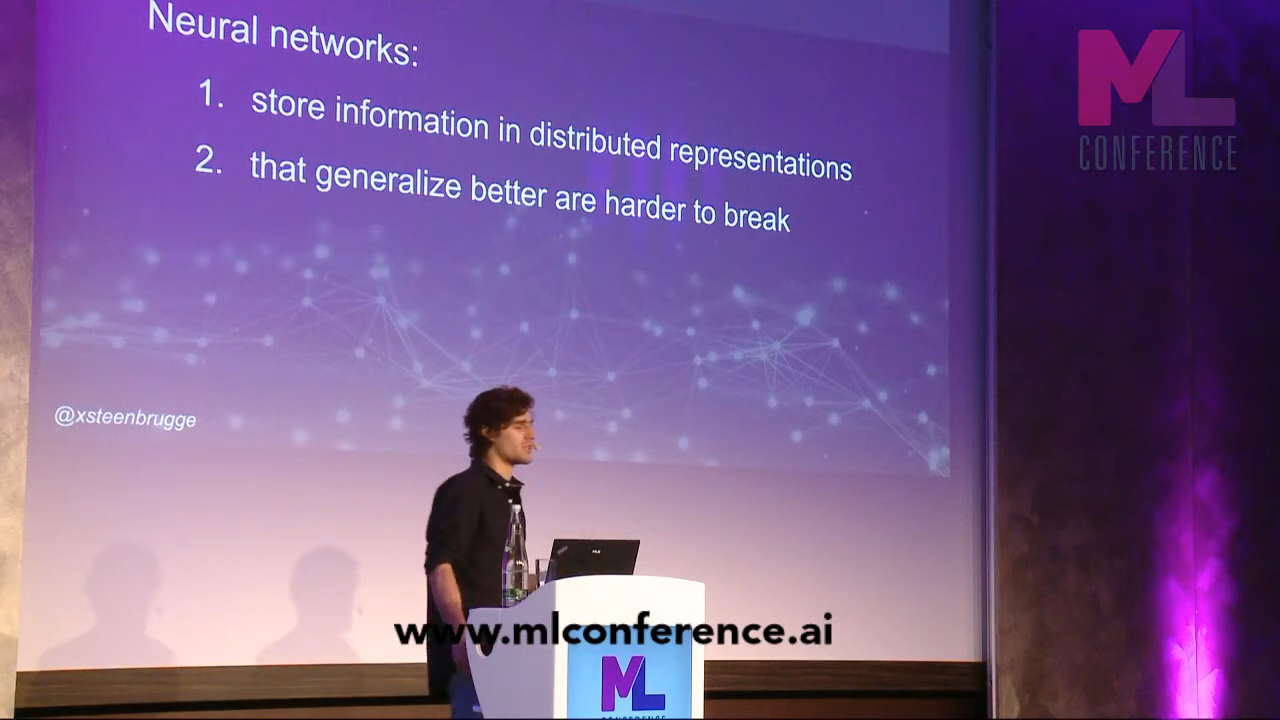 Neural networks:
1. store information in distributed representations
2. that generalize better are harder to break
@xsteenbrugge
ML
CONFERENCE
www.mlconference.ai
ML
CONFERENCE